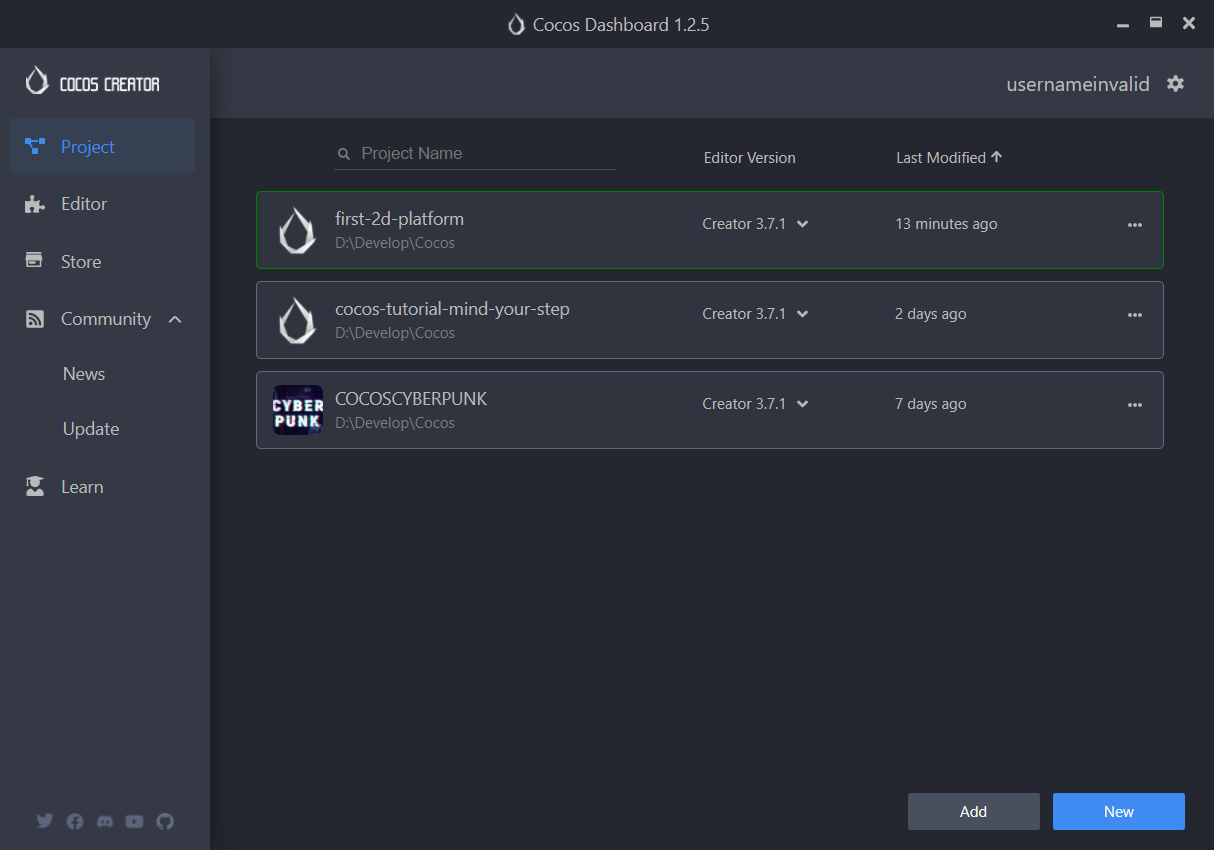 Cocos Dashboard 1.2.5
COCOS CREATOR
usernameinvalid
Project
Editor
Store
Community
News
Update
Learn
Project Name
Editor Version
Last Modified
first-2d-platform
D:\Develop\Cocos
Creator 3.7.1
13 minutes ago
cocos-tutorial-mind-your-step
D:\Develop\Cocos
Creator 3.7.1
2 days ago
CYBER
PUNK
COCOSCYBERPUNK
D:\Develop\Cocos
Creator 3.7.1
7 days ago
Add
New